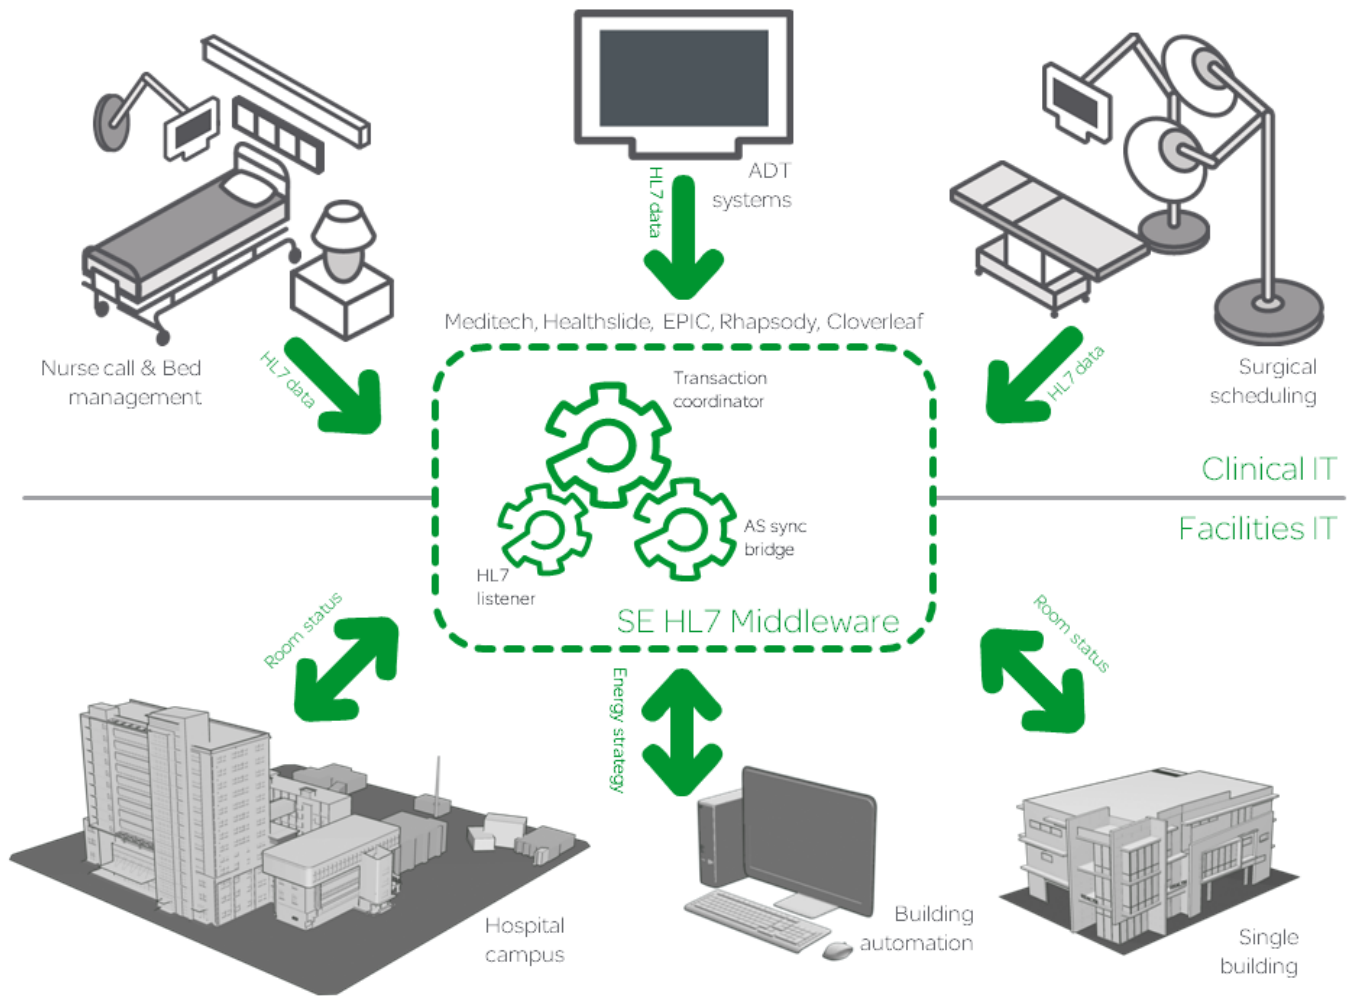 ADT
systems
HL7 data
Meditech, Healthslide, EPIC, Rhapsody, Cloverleaf
Nurse call & Bed
management
HL7 data
Transaction
coordinator
HL7 data
Surgical
scheduling
Clinical IT
Facilities IT
AS sync
bridge
HL7
listener
SE HL7 Middleware
Room status
Energy strategy
Room status
Hospital
campus
Building
automation
Single
building